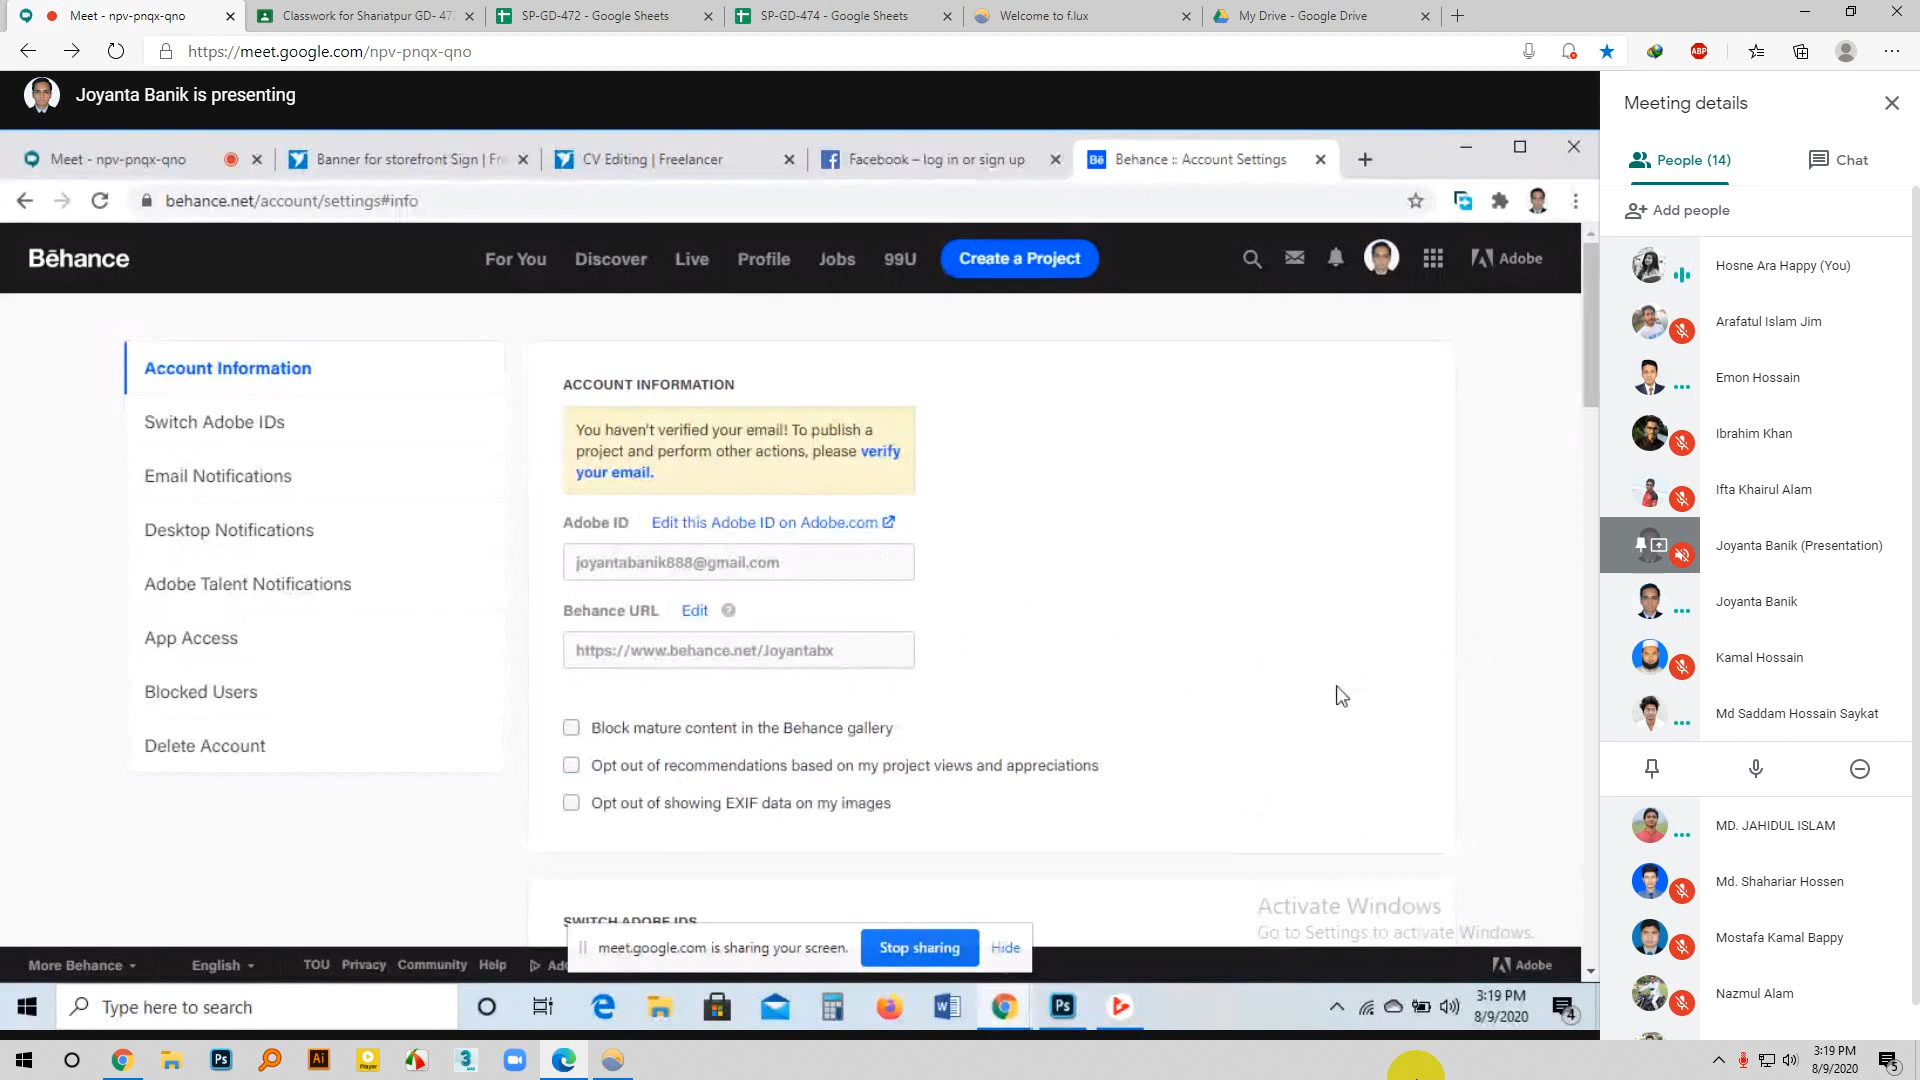 Meet - npv-pnqx-qno
Classwork for Shariatpur GD- 47
SP-GD-472 - Google Sheets
SP-GD-474 - Google Sheets
Welcome to f.lux
My Drive - Google Drive
https://meet.google.com/npv-pnqx-qno
ABP
Joyanta Banik is presenting
Meeting details
Meet - npv-pnqx-qno
Banner for storefront Sign | Fre
CV Editing | Freelancer
Facebook – log in or sign up
Bē
Behance :: Account Settings
People (14)
Chat
behance.net/account/settings#info
Add people
Bēhance
For You
Discover
Live
Profile
Jobs
99U
Create a Project
Adobe
Hosne Ara Happy (You)
Arafatul Islam Jim
Emon Hossain
Ibrahim Khan
Ifta Khairul Alam
Joyanta Banik (Presentation)
Joyanta Banik
Kamal Hossain
Md Saddam Hossain Saykat
MD. JAHIDUL ISLAM
Md. Shahariar Hossen
Mostafa Kamal Bappy
Nazmul Alam
Account Information
Switch Adobe IDs
Email Notifications
Desktop Notifications
Adobe Talent Notifications
App Access
Blocked Users
Delete Account
ACCOUNT INFORMATION
You haven't verified your email! To publish a
project and perform other actions, please verify
your email.
Adobe ID
Edit this Adobe ID on Adobe.com
joyantabanik888@gmail.com
Behance URL
Edit
?
https://www.behance.net/Joyantabx
Block mature content in the Behance gallery
Opt out of recommendations based on my project views and appreciations
Opt out of showing EXIF data on my images
SWITCH ADOBE IDS
Activate Windows
Go to Settings to activate Windows.
meet.google.com is sharing your screen.
Stop sharing
Hide
More Behance
English
TOU
Privacy
Community
Help
Adobe
Type here to search
Ps
3:19 PM
8/9/2020
4
Ps
Ai
Player
3
3:19 PM
8/9/2020
5